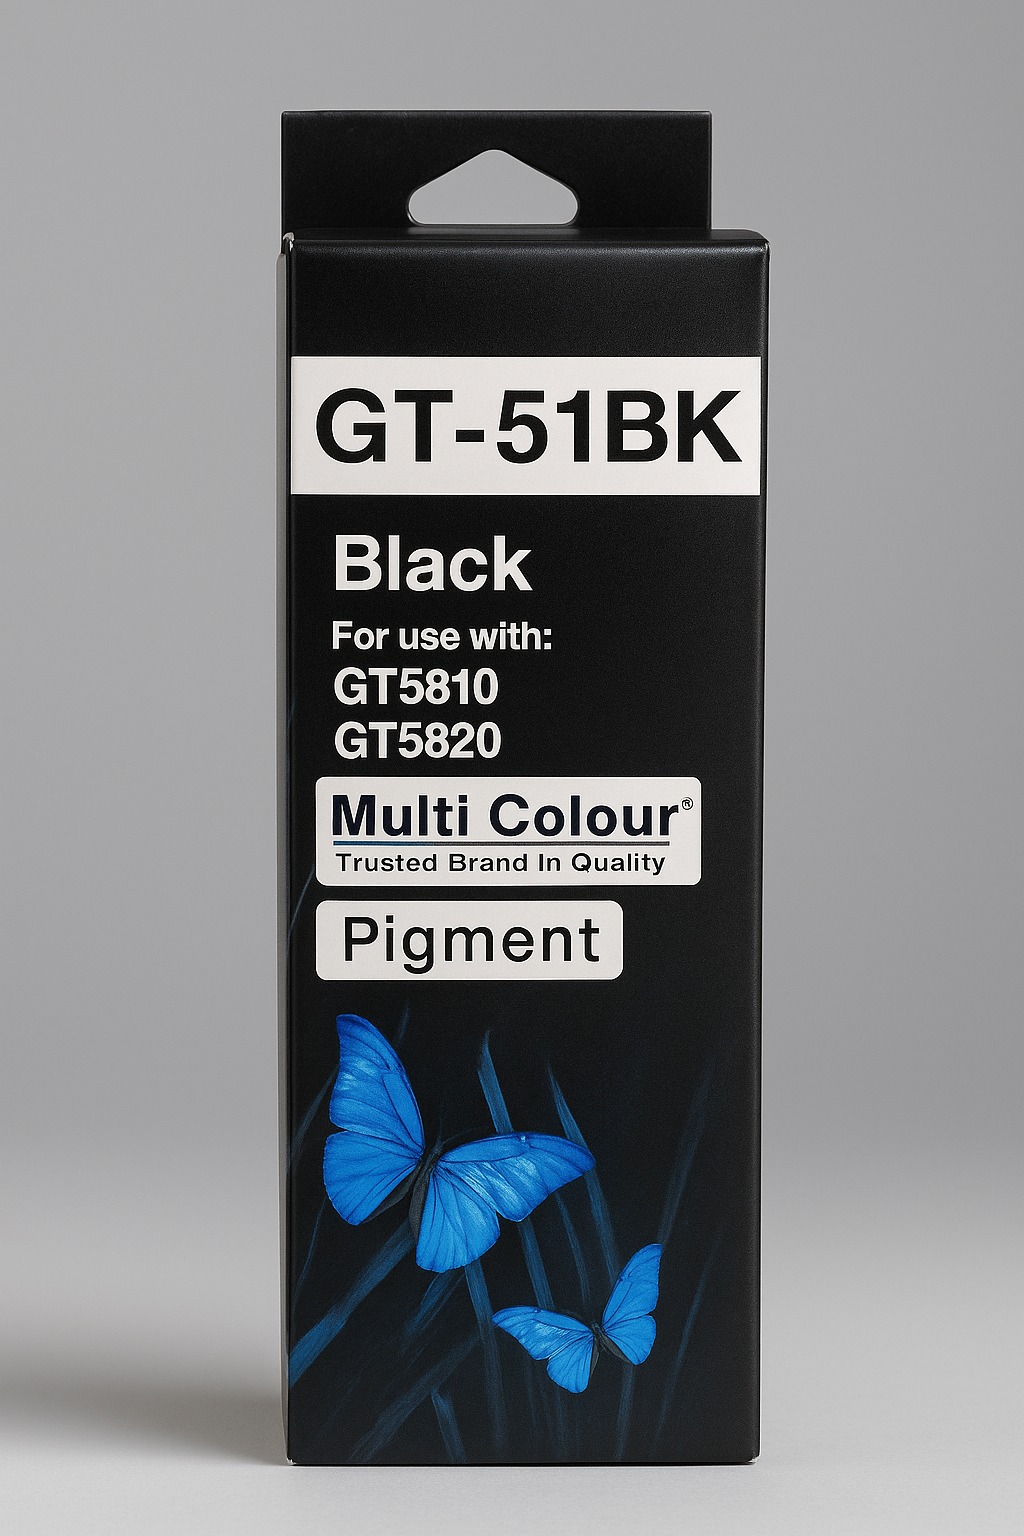 GT-51BK
Black
For use with:
GT5810
GT5820
Multi Colour®
Trusted Brand In Quality
Pigment